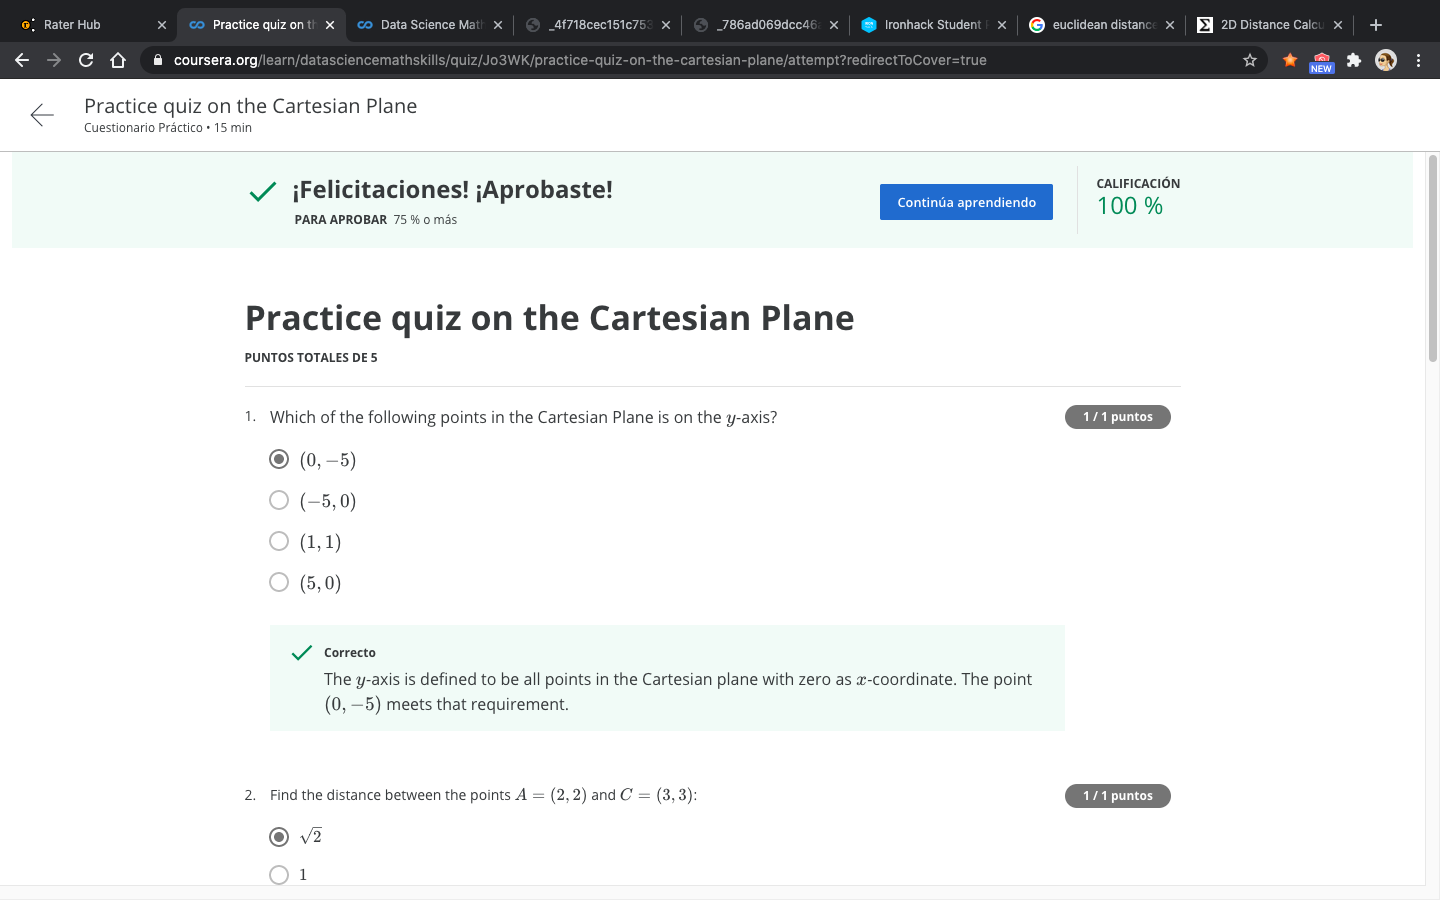 Rater Hub
Practice quiz on th
Data Science Math
_4f718cec151c753
_786ad069dcc46
Ironhack Student P
euclidean distance
2D Distance Calcu
coursera.org/learn/datasciencemathskills/quiz/Jo3WK/practice-quiz-on-the-cartesian-plane/attempt?redirectToCover=true
NEW
Practice quiz on the Cartesian Plane
Cuestionario Práctico • 15 min
¡Felicitaciones! ¡Aprobaste!
PARA APROBAR 75 % o más
Continúa aprendiendo
CALIFICACIÓN
100 %
Practice quiz on the Cartesian Plane
PUNTOS TOTALES DE 5
1. Which of the following points in the Cartesian Plane is on the y-axis?
1 / 1 puntos
(0, −5)
(−5, 0)
(1, 1)
(5, 0)
Correcto
The y-axis is defined to be all points in the Cartesian plane with zero as x-coordinate. The point
(0, −5) meets that requirement.
2. Find the distance between the points A = (2, 2) and C = (3, 3):
1 / 1 puntos
√2
1